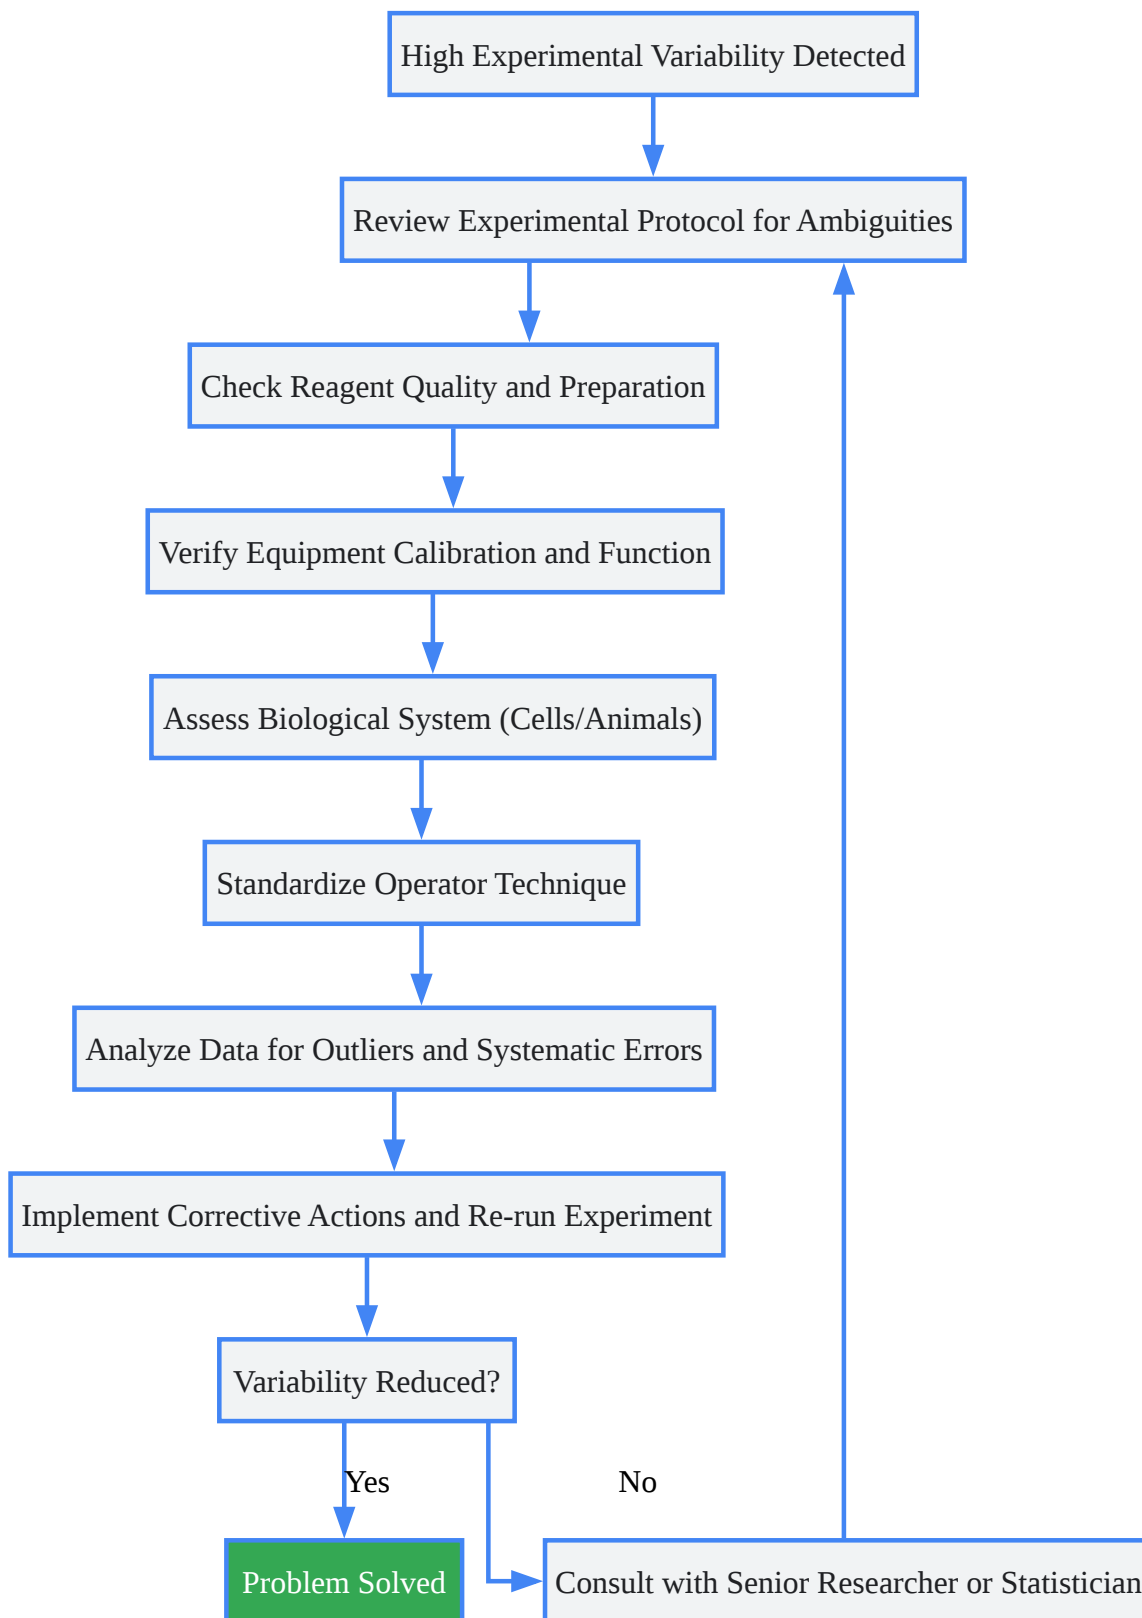 High Experimental Variability Detected
Review Experimental Protocol for Ambiguities
Check Reagent Quality and Preparation
Verify Equipment Calibration and Function
Assess Biological System (Cells/Animals)
Standardize Operator Technique
Analyze Data for Outliers and Systematic Errors
Implement Corrective Actions and Re-run Experiment
Variability Reduced?
Yes
No
Problem Solved
Consult with Senior Researcher or Statistician